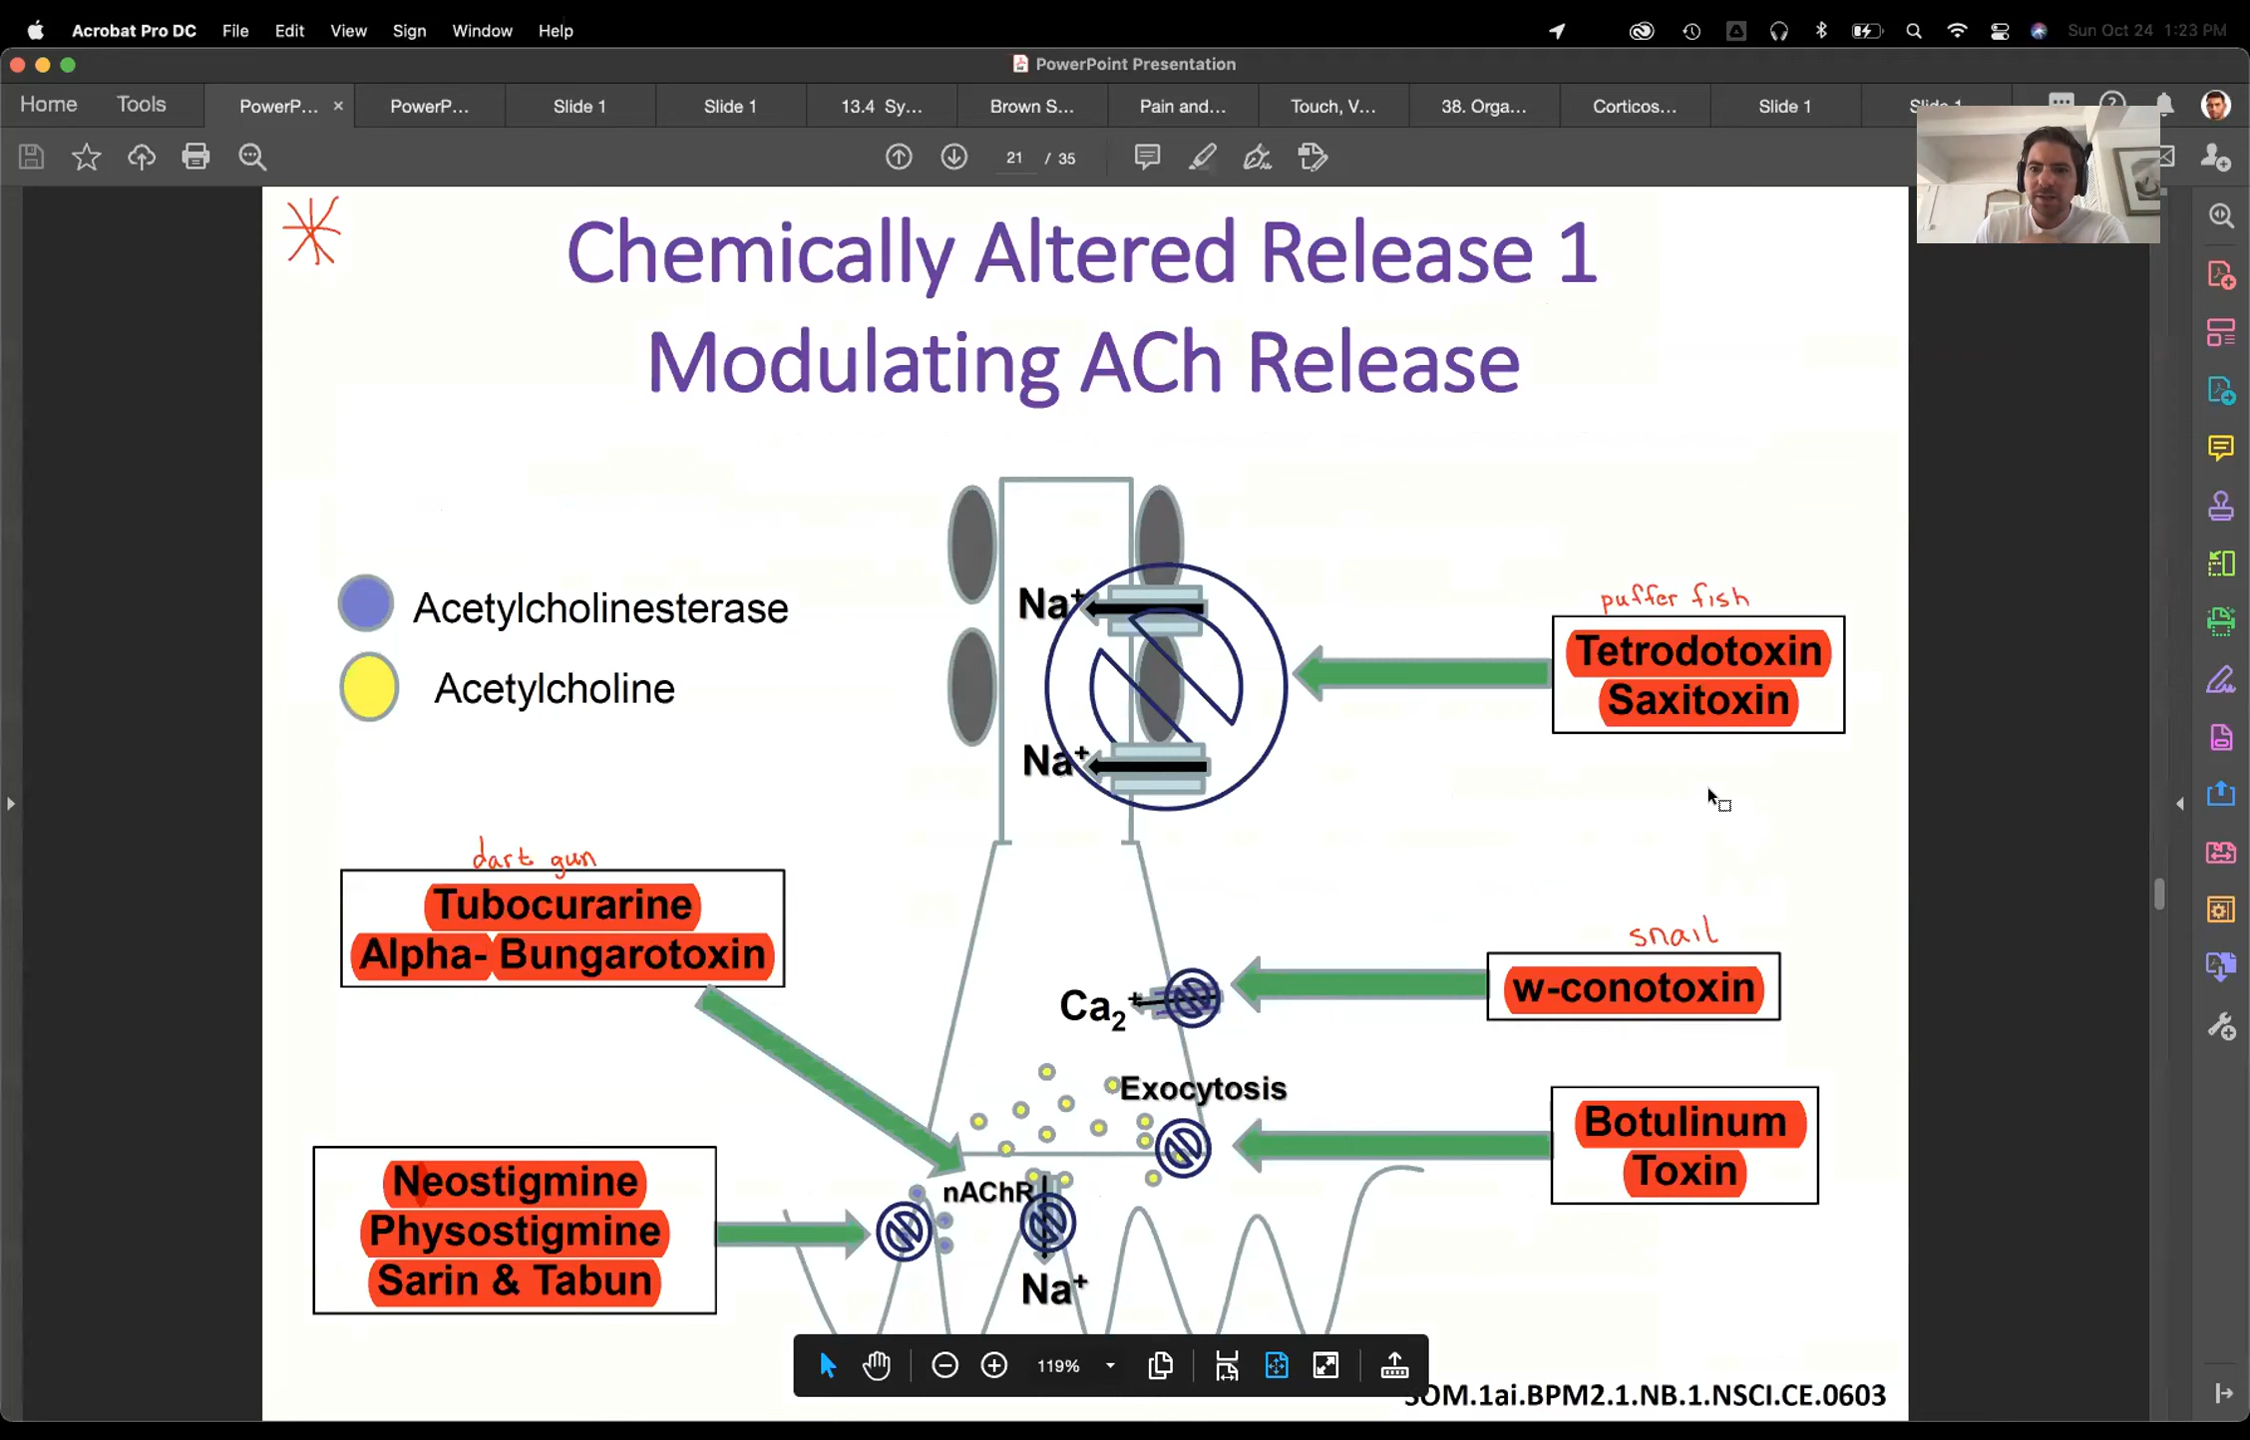 Acrobat Pro DC File Edit View Sign Window Help Sun Oct 24 1:23 PM
PowerPoint Presentation
Home Tools PowerP... × PowerP... Slide 1 Slide 1 13.4 Sy... Brown S... Pain and... Touch, V... 38. Orga... Corticos... Slide 1 Slide 1
21 / 35
Chemically Altered Release 1
Modulating ACh Release
Acetylcholinesterase
Acetylcholine
Na+
Na+
puffer fish
Tetrodotoxin
Saxitoxin
dart gun
Tubocurarine
Alpha- Bungarotoxin
snail
w-conotoxin
Ca2+
Exocytosis
Botulinum
Toxin
Neostigmine
Physostigmine
Sarin & Tabun
nAChR
Na+
119%
SOM.1ai.BPM2.1.NB.1.NSCI.CE.0603